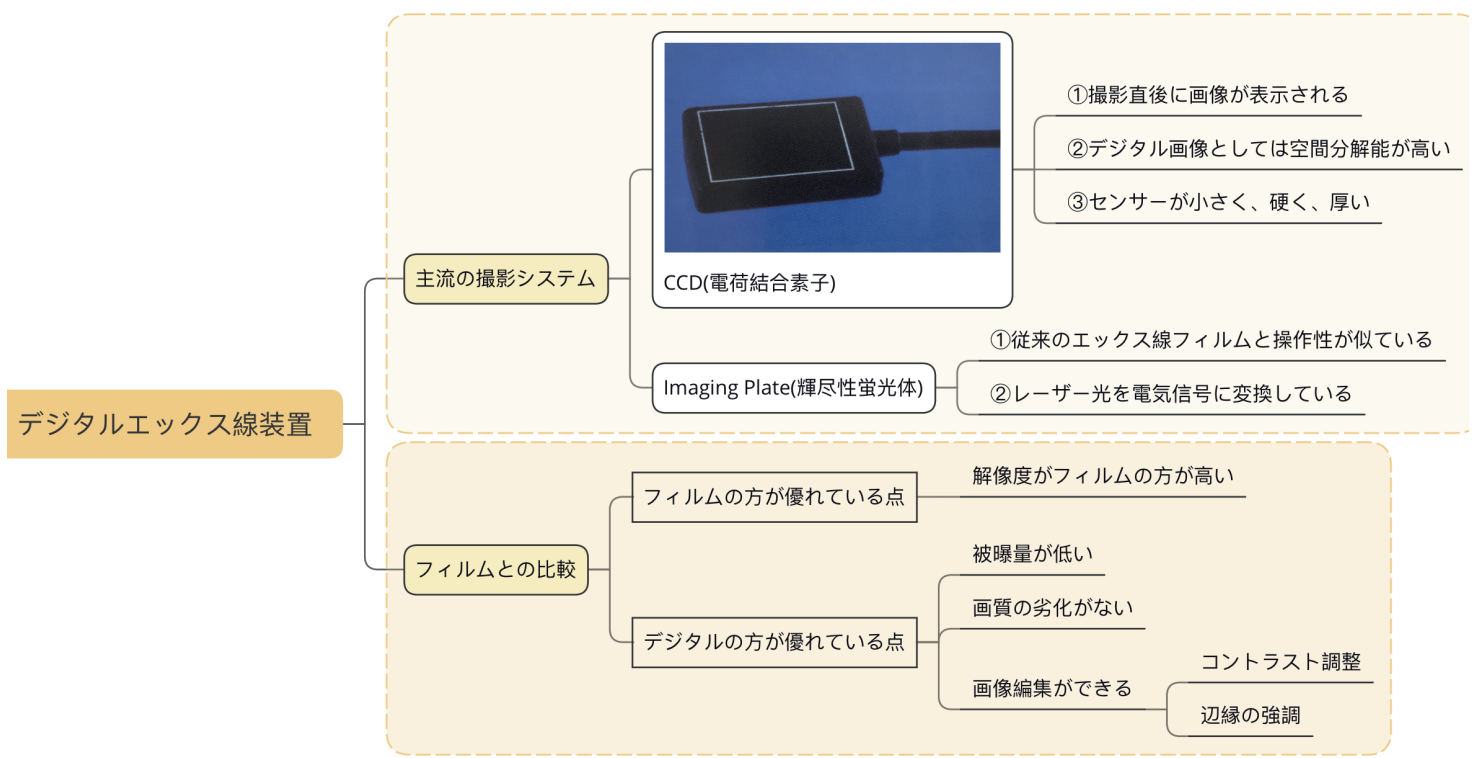 デジタルエックス線装置
主流の撮影システム
CCD(電荷結合素子)
①撮影直後に画像が表示される
②デジタル画像としては空間分解能が高い
③センサーが小さく、硬く、厚い
Imaging Plate(輝尽性蛍光体)
①従来のエックス線フィルムと操作性が似ている
②レーザー光を電気信号に変換している
フィルムとの比較
フィルムの方が優れている点
解像度がフィルムの方が高い
デジタルの方が優れている点
被曝量が低い
画質の劣化がない
画像編集ができる
コントラスト調整
辺縁の強調